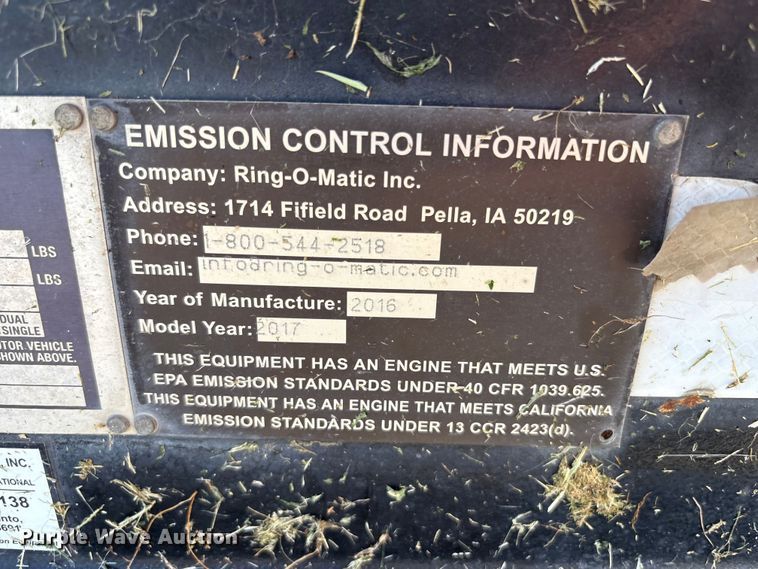 EMISSION CONTROL INFORMATION
Company: Ring-O-Matic Inc.
Address: 1714 Fifield Road Pella, IA 50219
Phone: 1-800-544-2518
Email: info@ring-o-matic.com
Year of Manufacture: 2016
Model Year: 2017
THIS EQUIPMENT HAS AN ENGINE THAT MEETS U.S.
EPA EMISSION STANDARDS UNDER 40 CFR 1039.625.
THIS EQUIPMENT HAS AN ENGINE THAT MEETS CALIFORNIA
EMISSION STANDARDS UNDER 13 CCR 2423(d).
LBS
LBS
DUAL
SINGLE
MOTOR VEHICLE
SHOWN ABOVE.
, INC.
138
Purple Wave Auction